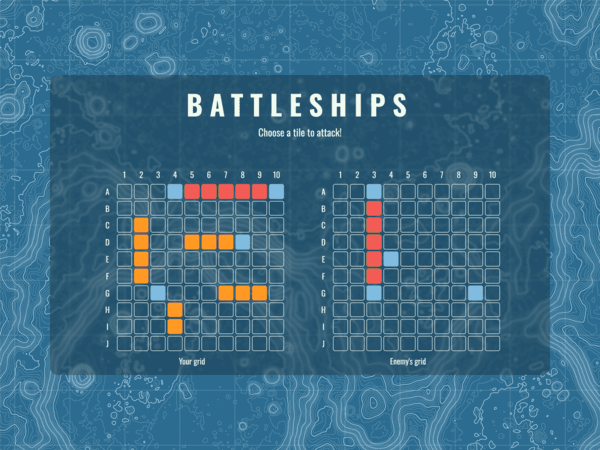 BATTLESHIPS
Choose a tile to attack!
1 2 3 4 5 6 7 8 9 10
A
B
C
D
E
F
G
H
I
J
Your grid
1 2 3 4 5 6 7 8 9 10
A
B
C
D
E
F
G
H
I
J
Enemy's grid